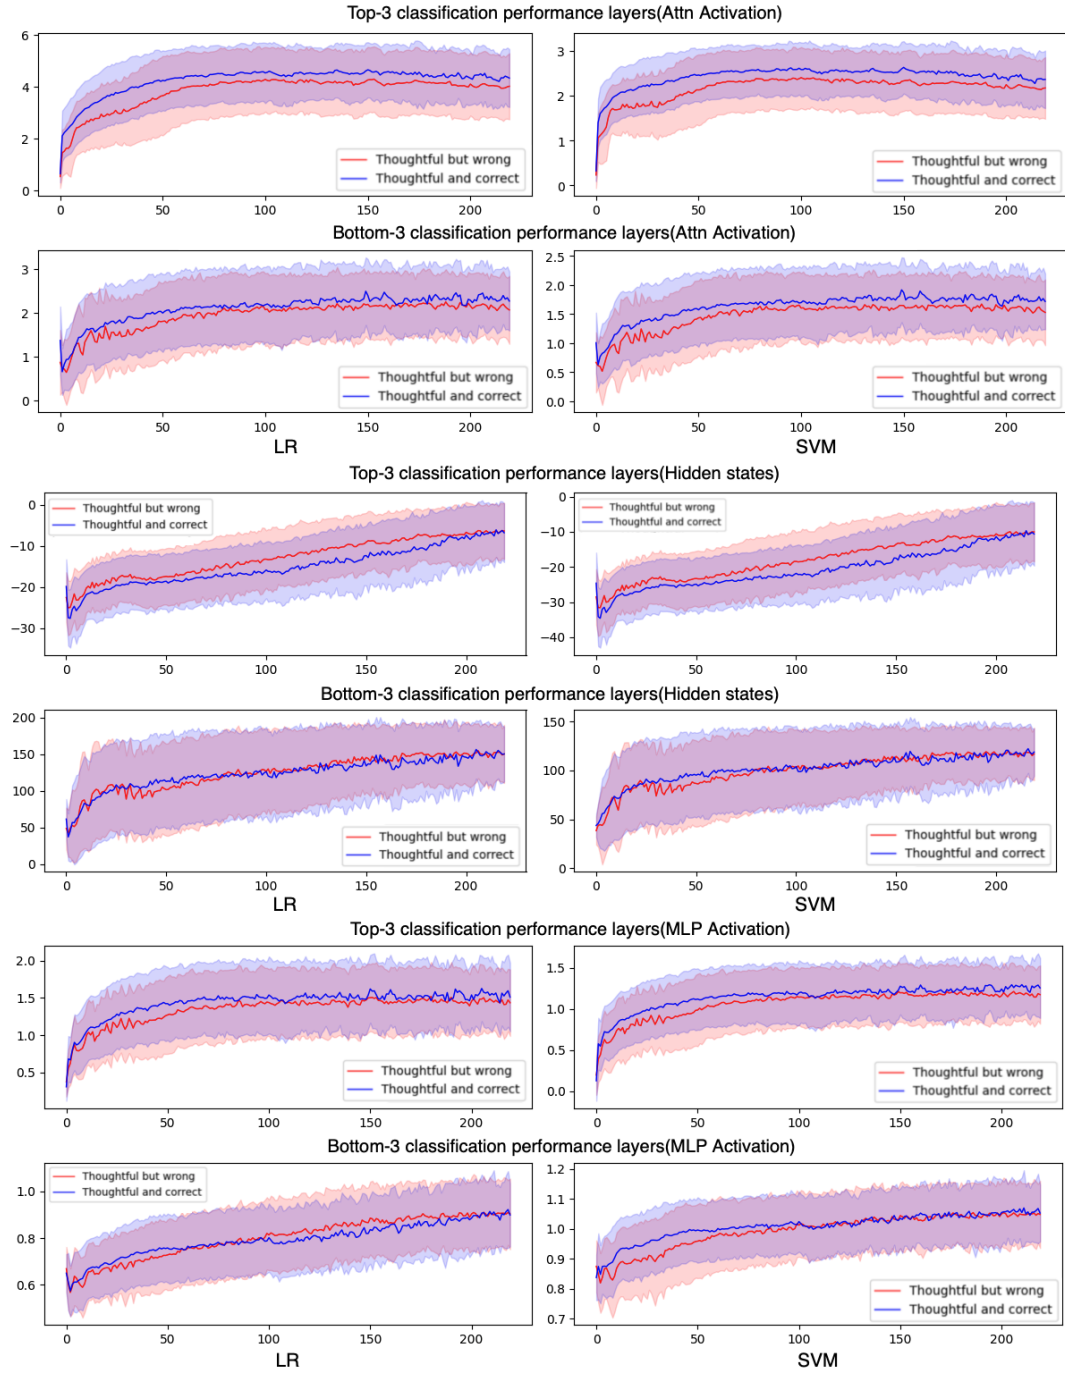 Top-3 classification performance layers(Attn Activation)
6
4
2
0
Thoughtful but wrong
Thoughtful and correct
0 50 100 150 200
3
2
1
0
Thoughtful but wrong
Thoughtful and correct
0 50 100 150 200
Bottom-3 classification performance layers(Attn Activation)
3
2
1
0
Thoughtful but wrong
Thoughtful and correct
0 50 100 150 200
LR
2.5
2.0
1.5
1.0
0.5
0.0
Thoughtful but wrong
Thoughtful and correct
0 50 100 150 200
SVM
Top-3 classification performance layers(Hidden states)
0
−10
−20
−30
Thoughtful but wrong
Thoughtful and correct
0 50 100 150 200
0
−10
−20
−30
−40
Thoughtful but wrong
Thoughtful and correct
0 50 100 150 200
Bottom-3 classification performance layers(Hidden states)
200
150
100
50
0
Thoughtful but wrong
Thoughtful and correct
0 50 100 150 200
LR
150
100
50
0
Thoughtful but wrong
Thoughtful and correct
0 50 100 150 200
SVM
Top-3 classification performance layers(MLP Activation)
2.0
1.5
1.0
0.5
Thoughtful but wrong
Thoughtful and correct
0 50 100 150 200
1.5
1.0
0.5
0.0
Thoughtful but wrong
Thoughtful and correct
0 50 100 150 200
Bottom-3 classification performance layers(MLP Activation)
1.0
0.8
0.6
Thoughtful but wrong
Thoughtful and correct
0 50 100 150 200
LR
1.2
1.1
1.0
0.9
0.8
0.7
Thoughtful but wrong
Thoughtful and correct
0 50 100 150 200
SVM